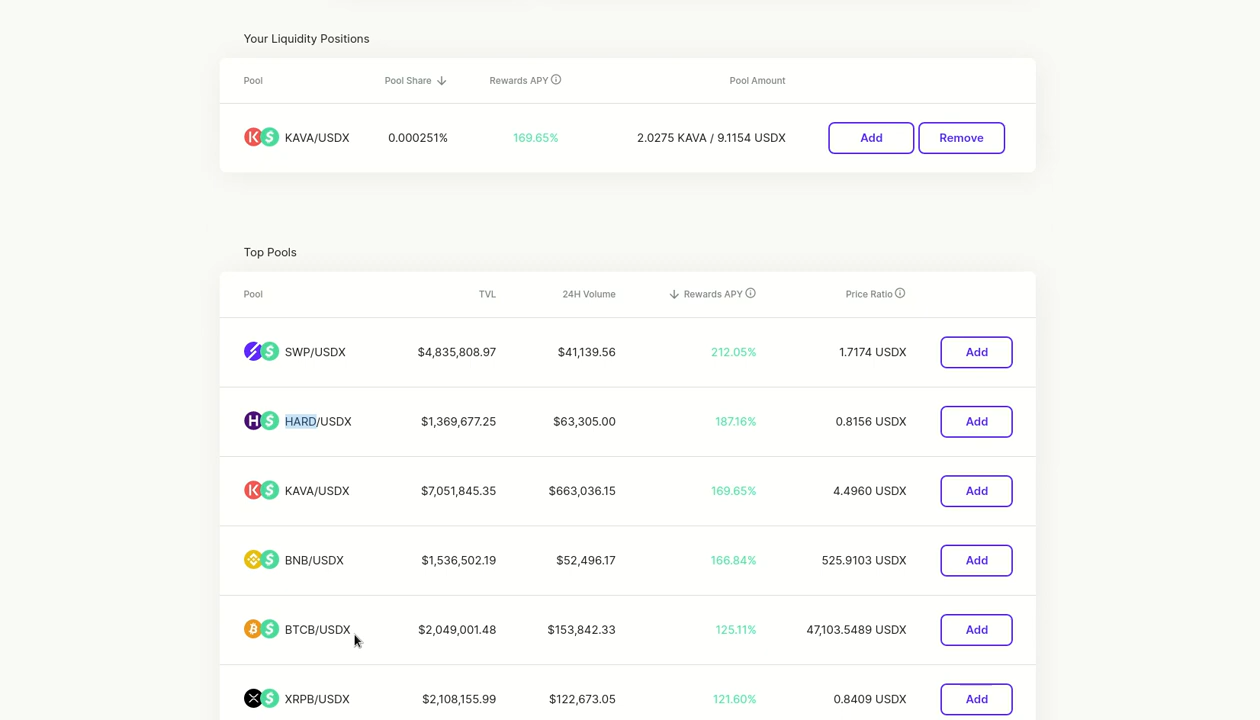 Your Liquidity Positions
Pool Pool Share Rewards APY Pool Amount
KAVA/USDX 0.000251% 169.65% 2.0275 KAVA / 9.1154 USDX Add Remove
Top Pools
Pool TVL 24H Volume Rewards APY Price Ratio
SWP/USDX $4,835,808.97 $41,139.56 212.05% 1.7174 USDX Add
HARD/USDX $1,369,677.25 $63,305.00 187.16% 0.8156 USDX Add
KAVA/USDX $7,051,845.35 $663,036.15 169.65% 4.4960 USDX Add
BNB/USDX $1,536,502.19 $52,496.17 166.84% 525.9103 USDX Add
BTCB/USDX $2,049,001.48 $153,842.33 125.11% 47,103.5489 USDX Add
XRPB/USDX $2,108,155.99 $122,673.05 121.60% 0.8409 USDX Add